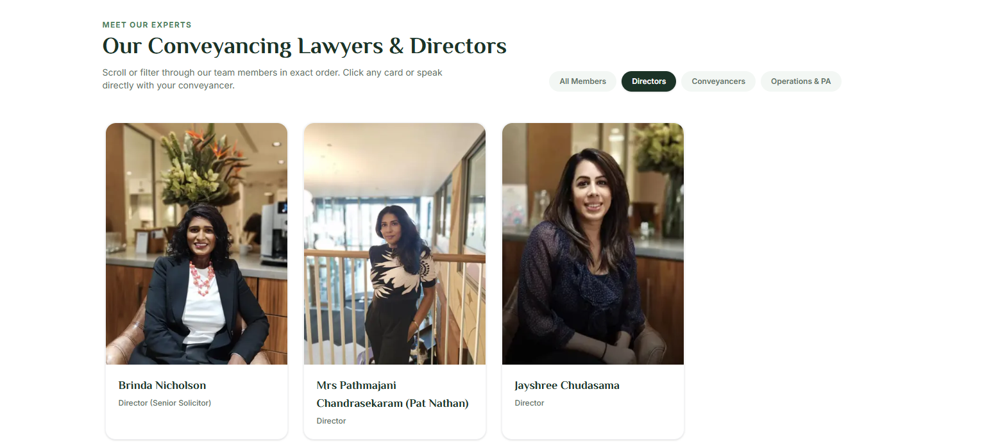 MEET OUR EXPERTS
Our Conveyancing Lawyers & Directors
Scroll or filter through our team members in exact order. Click any card or speak
directly with your conveyancer.
All Members
Directors
Conveyancers
Operations & PA
Brinda Nicholson
Director (Senior Solicitor)
Mrs Pathmajani
Chandrasekaram (Pat Nathan)
Director
Jayshree Chudasama
Director